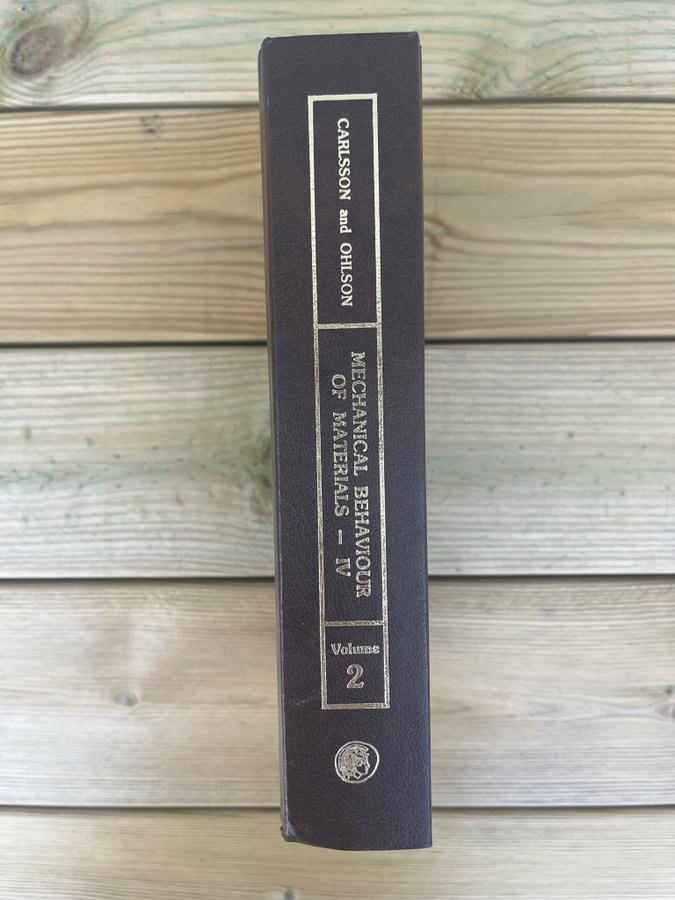 CARLSSON and OHLSON
MECHANICAL BEHAVIOUR
OF MATERIALS — IV
Volume
2